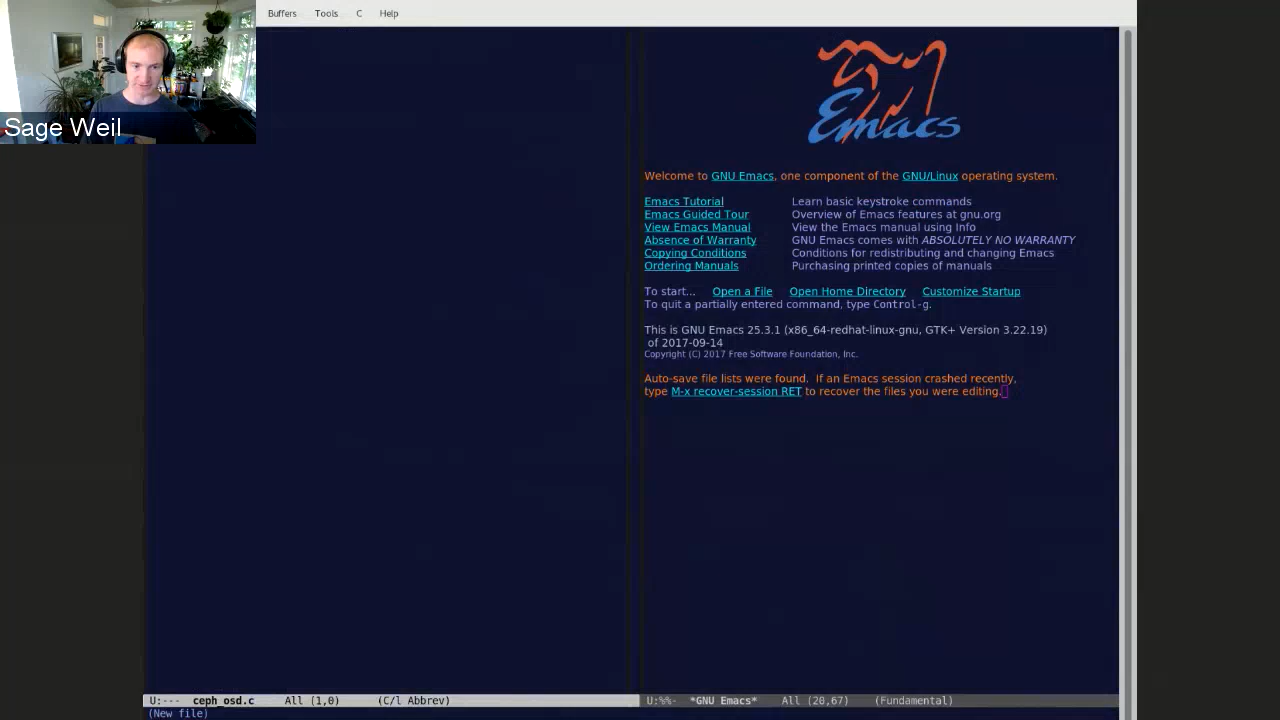 Buffers Tools C Help
Sage Weil
Emacs
Welcome to GNU Emacs, one component of the GNU/Linux operating system.
Emacs Tutorial Learn basic keystroke commands
Emacs Guided Tour Overview of Emacs features at gnu.org
View Emacs Manual View the Emacs manual using Info
Absence of Warranty GNU Emacs comes with ABSOLUTELY NO WARRANTY
Copying Conditions Conditions for redistributing and changing Emacs
Ordering Manuals Purchasing printed copies of manuals
To start... Open a File Open Home Directory Customize Startup
To quit a partially entered command, type Control-g.
This is GNU Emacs 25.3.1 (x86_64-redhat-linux-gnu, GTK+ Version 3.22.19)
of 2017-09-14
Copyright (C) 2017 Free Software Foundation, Inc.
Auto-save file lists were found. If an Emacs session crashed recently,
type M-x recover-session RET to recover the files you were editing.
U:--- ceph_osd.c All (1,0) (C/l Abbrev)
U:%%- *GNU Emacs* All (20,67) (Fundamental)
(New file)